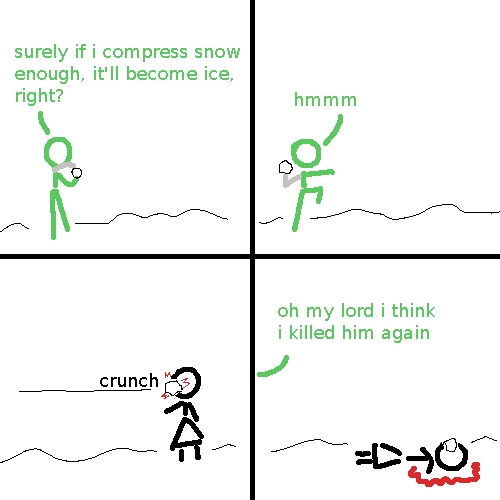 surely if i compress snow
enough, it'll become ice,
right?
hmmm
crunch
oh my lord i think
i killed him again